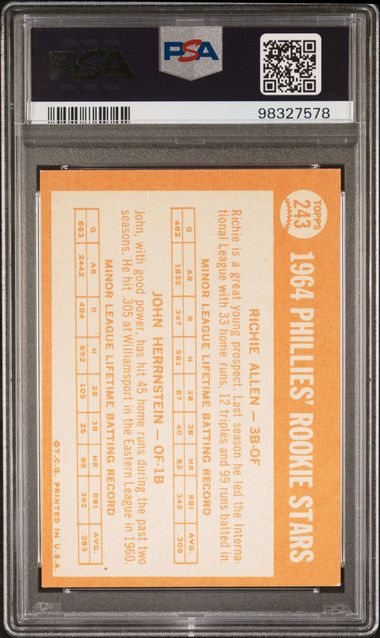 PSA
PSA
98327578
TOPPS
243
1964 PHILLIES' ROOKIE STARS
RICHIE ALLEN — 3B-OF
Richie is a great young prospect. Last season he led the Interna-
tional League with 33 home runs, 12 triples and 99 runs batted in.
MINOR LEAGUE LIFETIME BATTING RECORD
G AB R H 2B 3B HR RBI AVG.
482 1835 347 561 87 40 82 342 .306
JOHN HERRNSTEIN — OF-1B
John, with good power, has hit 45 home runs during the past two
seasons. He hit .305 at Williamsport in the Eastern League in 1960.
MINOR LEAGUE LIFETIME BATTING RECORD
G AB R H 2B 3B HR RBI AVG.
663 2442 404 692 105 25 88 392 .283
©T.C.G. PRINTED IN U.S.A.